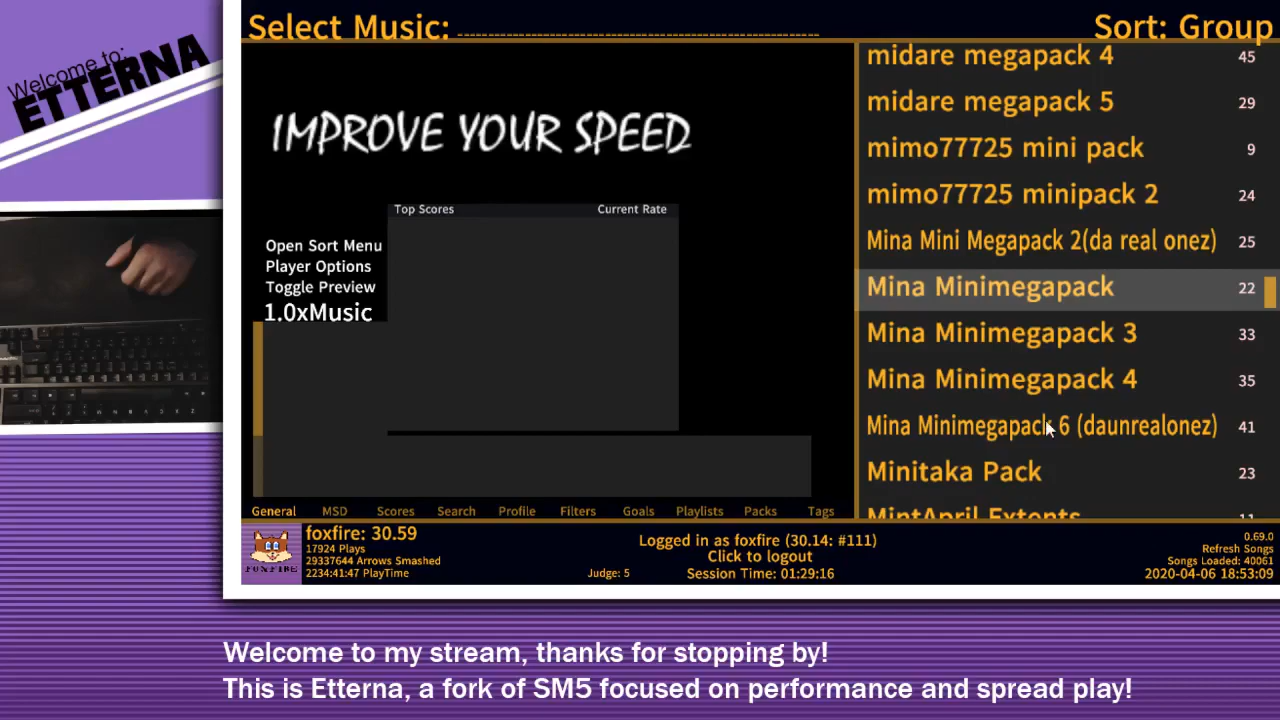 Welcome to:
ETTERNA
Select Music:
Sort: Group
IMPROVE YOUR SPEED
Top Scores Current Rate
Open Sort Menu
Player Options
Toggle Preview
1.0xMusic
midare megapack 4 45
midare megapack 5 29
mimo77725 mini pack 9
mimo77725 minipack 2 24
Mina Mini Megapack 2(da real onez) 25
Mina Minimegapack 22
Mina Minimegapack 3 33
Mina Minimegapack 4 35
Mina Minimegapack 6 (daunrealonez) 41
Minitaka Pack 23
MintApril Extents 11
General MSD Scores Search Profile Filters Goals Playlists Packs Tags
FOXFIRE
foxfire: 30.59
17924 Plays
29337644 Arrows Smashed
2234:41:47 PlayTime
Judge: 5
Logged in as foxfire (30.14: #111)
Click to logout
Session Time: 01:29:16
0.69.0
Refresh Songs
Songs Loaded: 40061
2020-04-06 18:53:09
Welcome to my stream, thanks for stopping by!
This is Etterna, a fork of SM5 focused on performance and spread play!